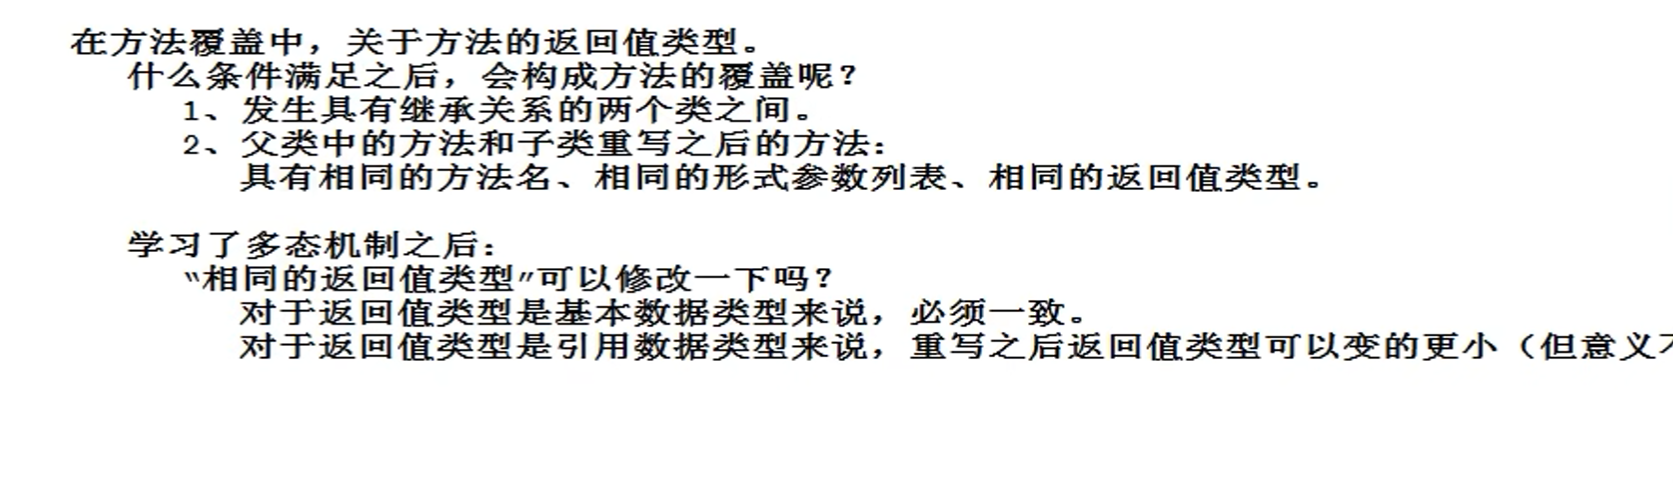 在方法覆盖中，关于方法的返回值类型。
什么条件满足之后，会构成方法的覆盖呢？
1、发生具有继承关系的两个类之间。
2、父类中的方法和子类重写之后的方法：
具有相同的方法名、相同的形式参数列表、相同的返回值类型。
学习了多态机制之后：
“相同的返回值类型”可以修改一下吗？
对于返回值类型是基本数据类型来说，必须一致。
对于返回值类型是引用数据类型来说，重写之后返回值类型可以变的更小（但意义